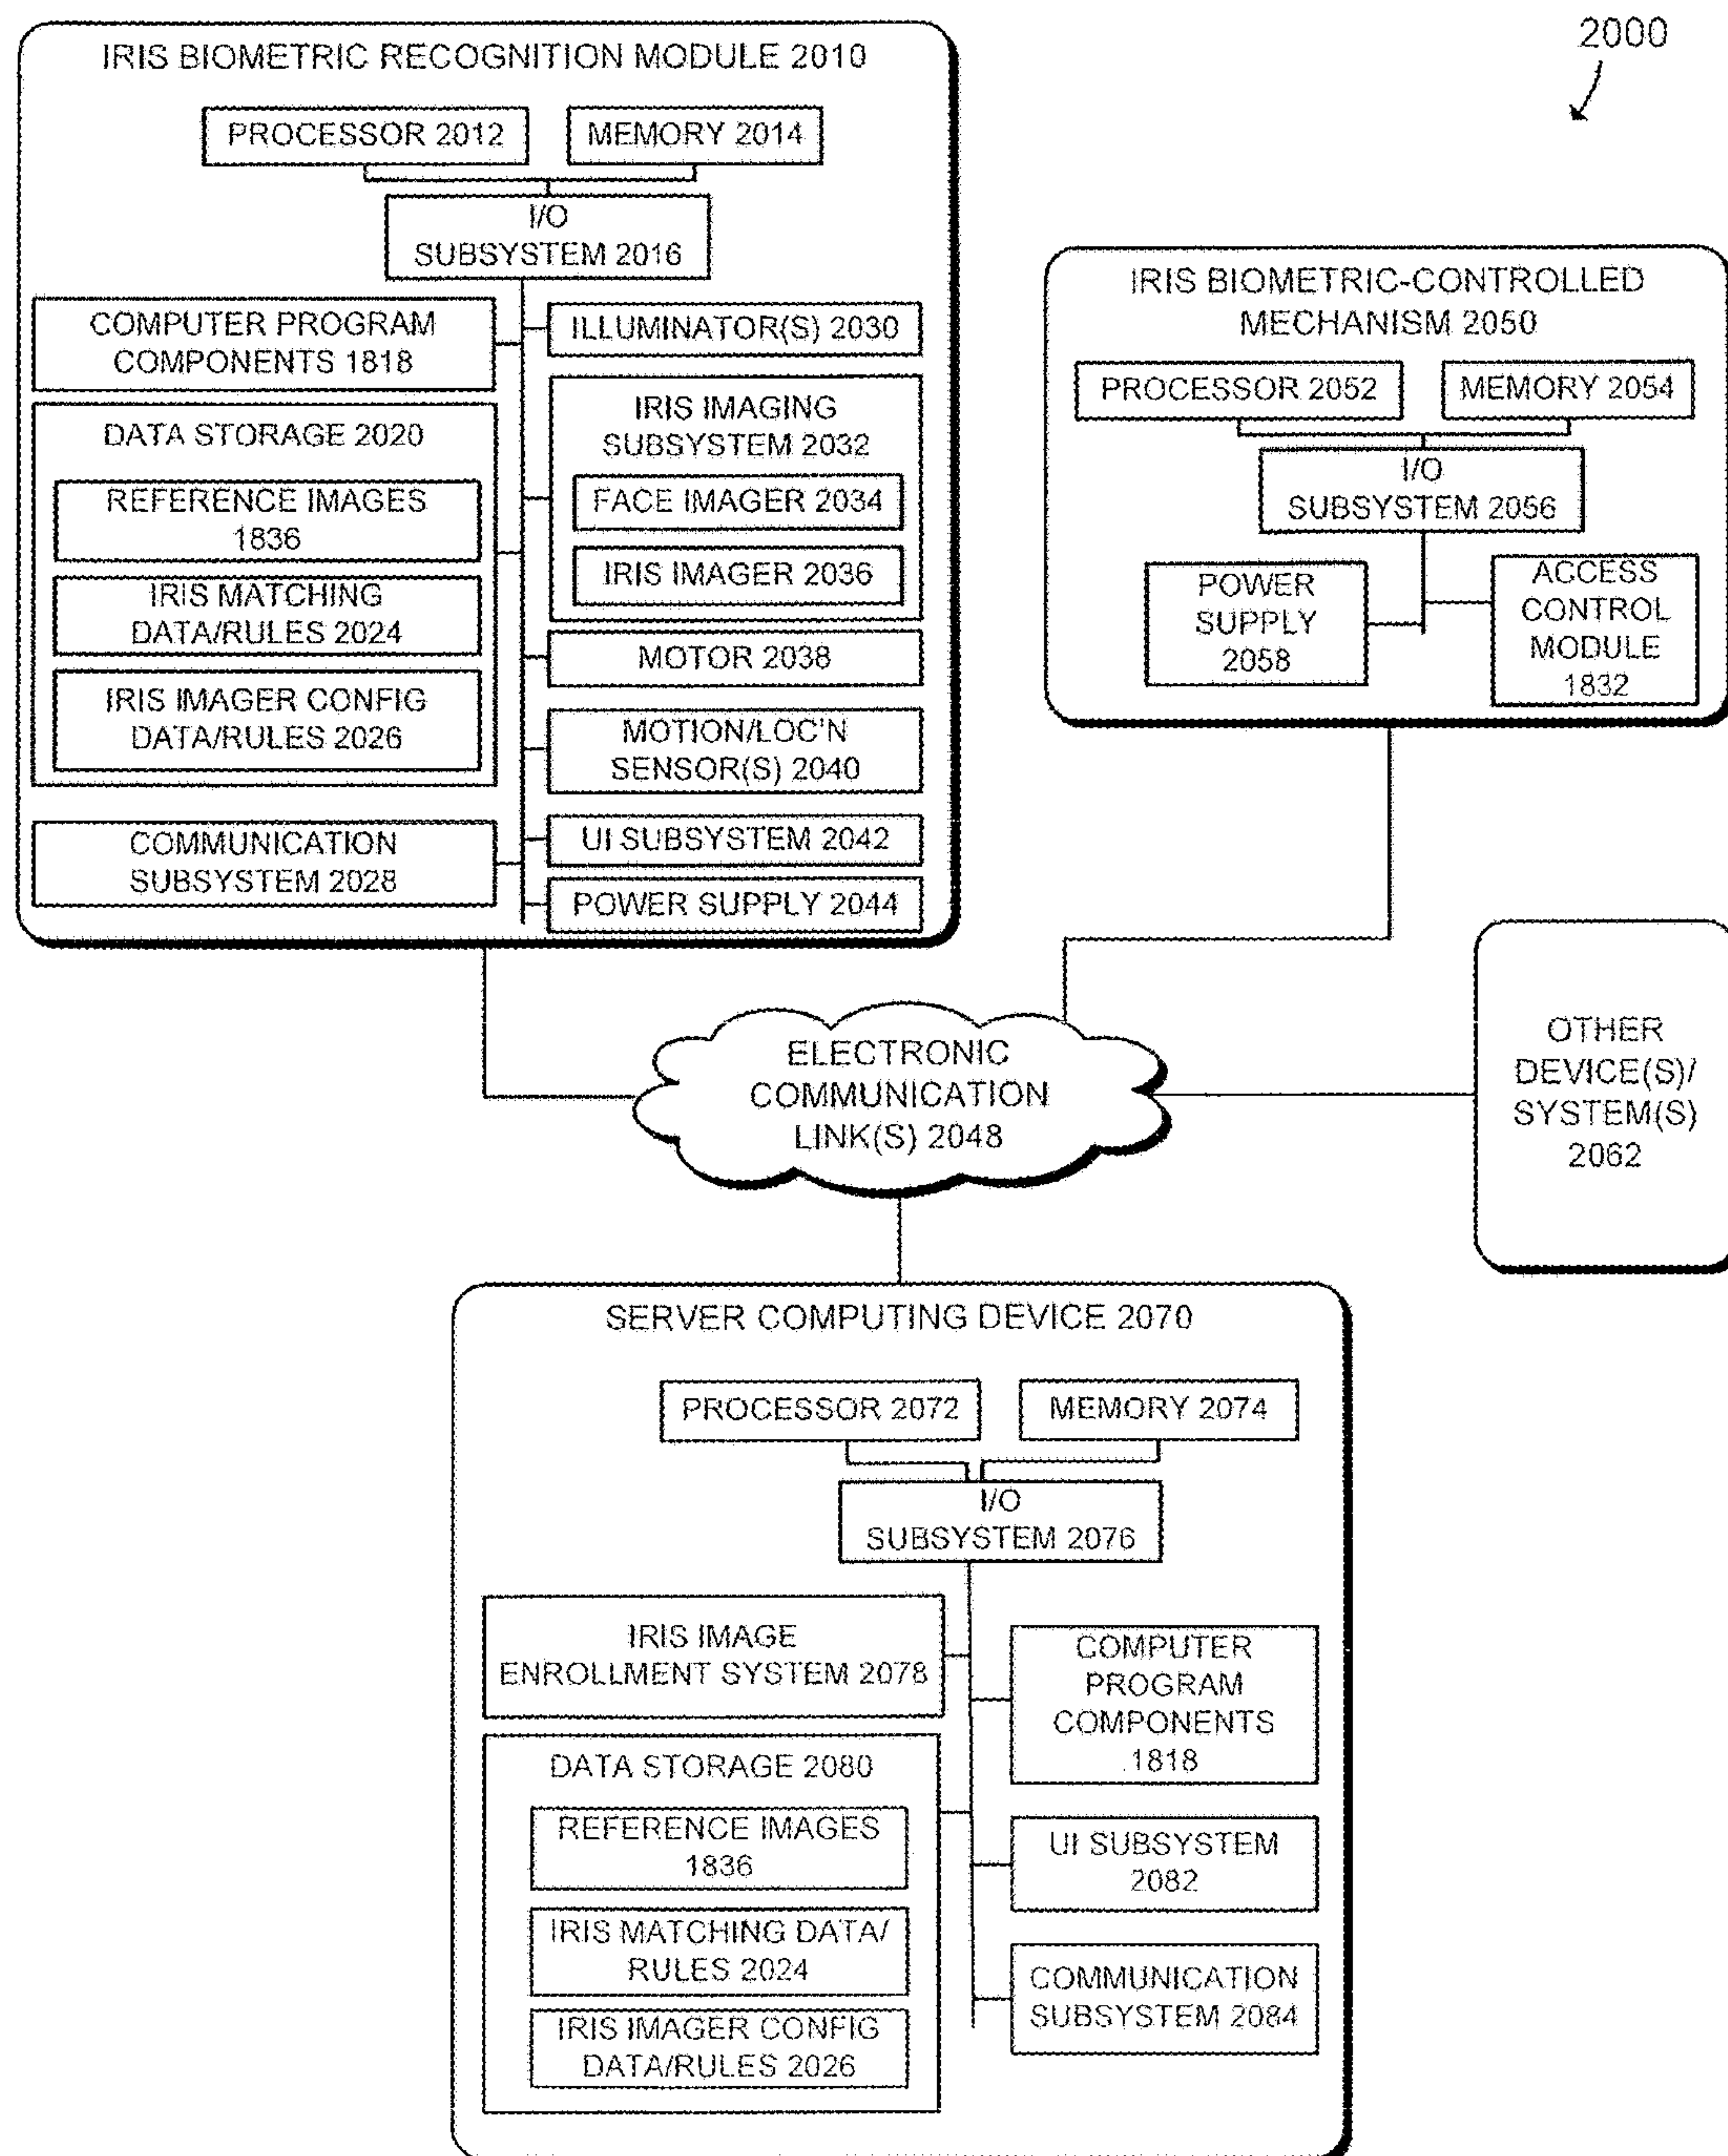 2000
IRIS BIOMETRIC RECOGNITION MODULE 2010
PROCESSOR 2012
MEMORY 2014
I/O
SUBSYSTEM 2016
COMPUTER PROGRAM
COMPONENTS 1818
DATA STORAGE 2020
REFERENCE IMAGES
1836
IRIS MATCHING
DATA/RULES 2024
IRIS IMAGER CONFIG
DATA/RULES 2026
COMMUNICATION
SUBSYSTEM 2028
ILLUMINATOR(S) 2030
IRIS IMAGING
SUBSYSTEM 2032
FACE IMAGER 2034
IRIS IMAGER 2036
MOTOR 2038
MOTION/LOC'N
SENSOR(S) 2040
UI SUBSYSTEM 2042
POWER SUPPLY 2044
IRIS BIOMETRIC-CONTROLLED
MECHANISM 2050
PROCESSOR 2052
MEMORY 2054
I/O
SUBSYSTEM 2056
POWER
SUPPLY
2058
ACCESS
CONTROL
MODULE
1832
ELECTRONIC
COMMUNICATION
LINK(S) 2048
OTHER
DEVICE(S)/
SYSTEM(S)
2062
SERVER COMPUTING DEVICE 2070
PROCESSOR 2072
MEMORY 2074
I/O
SUBSYSTEM 2076
IRIS IMAGE
ENROLLMENT SYSTEM 2078
DATA STORAGE 2080
REFERENCE IMAGES
1836
IRIS MATCHING DATA/
RULES 2024
IRIS IMAGER CONFIG
DATA/RULES 2026
COMPUTER
PROGRAM
COMPONENTS
1818
UI SUBSYSTEM
2082
COMMUNICATION
SUBSYSTEM 2084